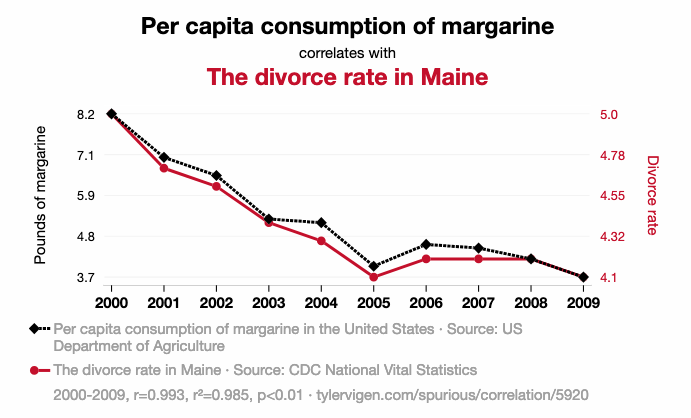 Per capita consumption of margarine
correlates with
The divorce rate in Maine
8.2
7.1
5.9
4.8
3.7
Pounds of margarine
5.0
4.78
4.55
4.32
4.1
Divorce rate
2000 2001 2002 2003 2004 2005 2006 2007 2008 2009
Per capita consumption of margarine in the United States · Source: US
Department of Agriculture
The divorce rate in Maine · Source: CDC National Vital Statistics
2000-2009, r=0.993, r²=0.985, p<0.01 · tylervigen.com/spurious/correlation/5920